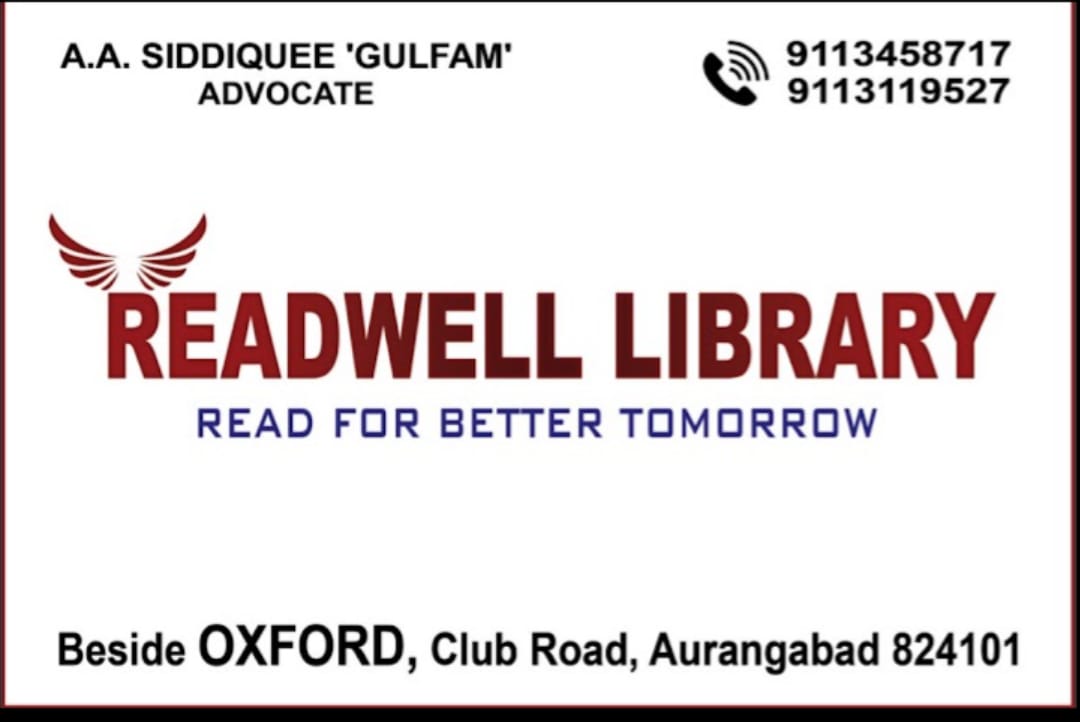 A.A. SIDDIQUEE 'GULFAM'
ADVOCATE
9113458717
9113119527
READWELL LIBRARY
READ FOR BETTER TOMORROW
Beside OXFORD, Club Road, Aurangabad 824101